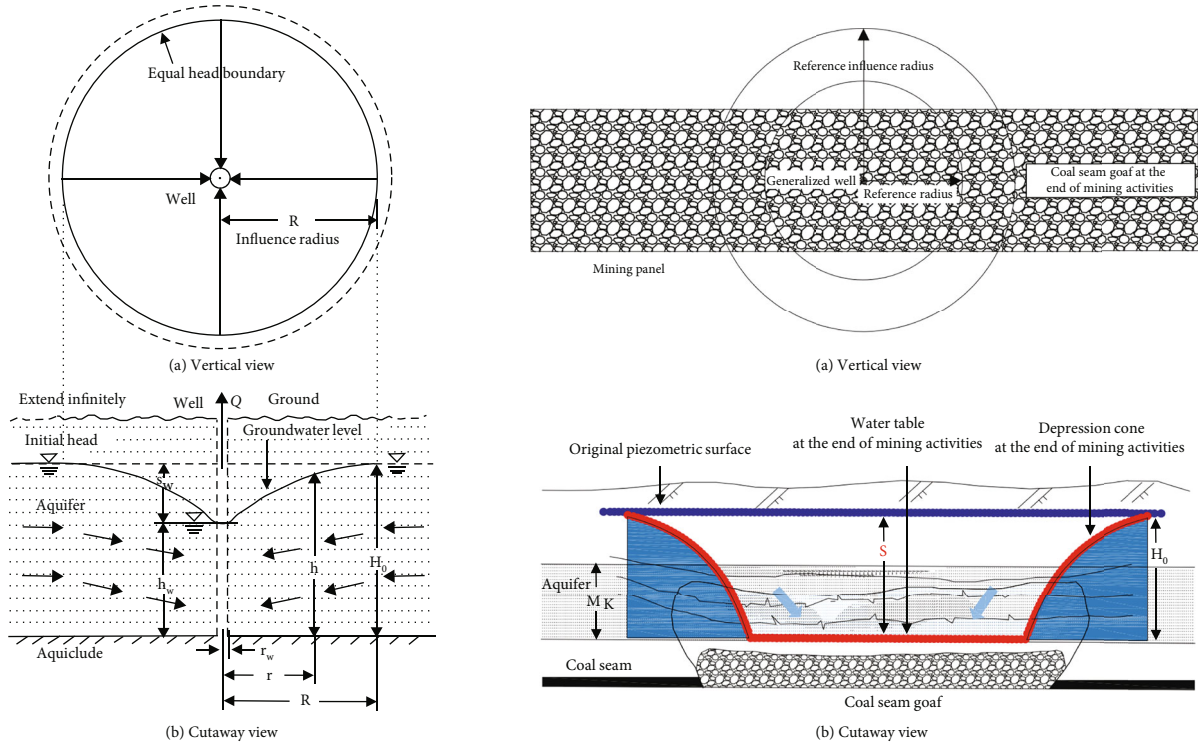 Equal head boundary
Well
R
Influence radius
(a) Vertical view
Extend infinitely
Well
Q
Ground
Initial head
Groundwater level
s_w
Aquifer
h_w
h
H_0
Aquiclude
r_w
r
R
(b) Cutaway view
Reference influence radius
Generalized well
Reference radius
Coal seam goaf at the
end of mining activities
Mining panel
(a) Vertical view
Water table
at the end of mining activities
Depression cone
at the end of mining activities
Original piezometric surface
S
H_0
Aquifer
M K
Coal seam
Coal seam goaf
(b) Cutaway view